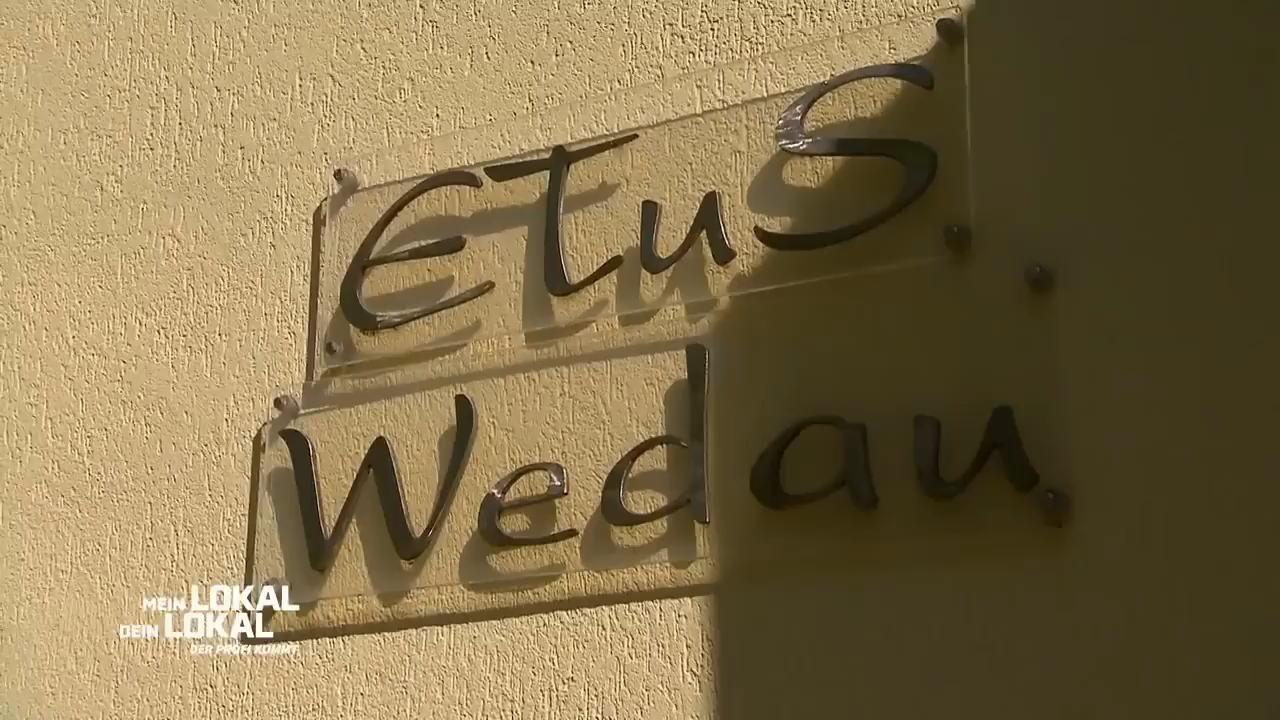 EtuS
Wedau
MEIN LOKAL
DEIN LOKAL
DER PROFI KOMMT